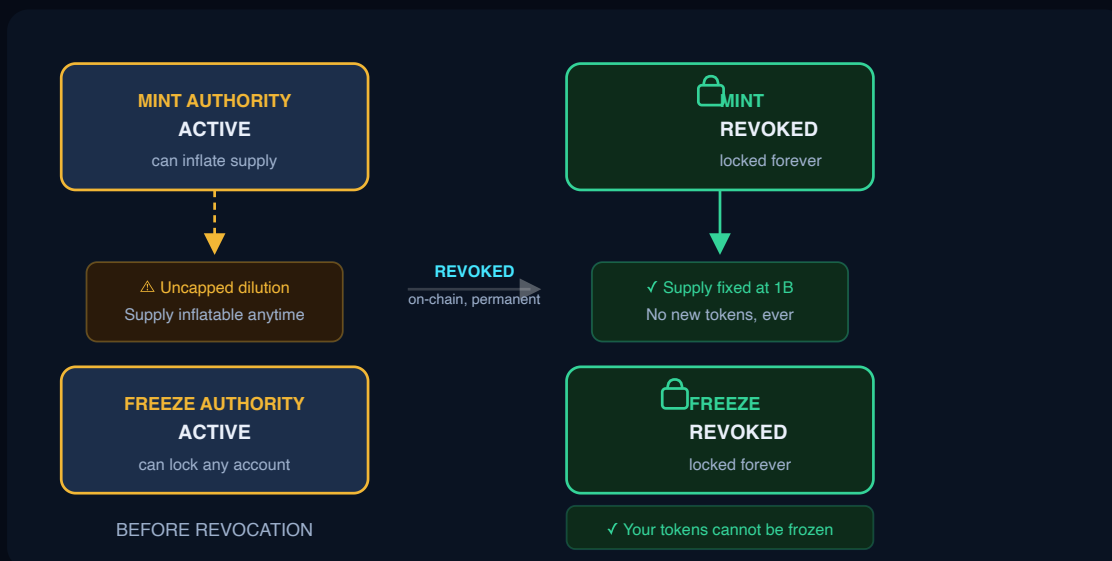 MINT AUTHORITY
ACTIVE
can inflate supply
⚠ Uncapped dilution
Supply inflatable anytime
FREEZE AUTHORITY
ACTIVE
can lock any account
BEFORE REVOCATION
REVOKED
on-chain, permanent
MINT
REVOKED
locked forever
✓ Supply fixed at 1B
No new tokens, ever
FREEZE
REVOKED
locked forever
✓ Your tokens cannot be frozen